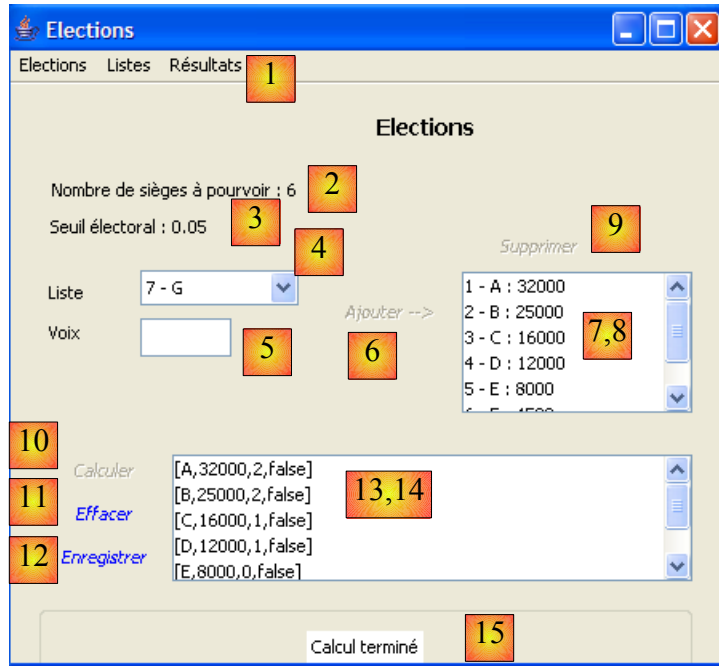 Elections
Elections Listes Résultats
1
Elections
Nombre de sièges à pourvoir : 6
2
Seuil électoral : 0.05
3
4
9
Supprimer
Liste
7 - G
Ajouter -->
Voix
5
6
1 - A : 32000
2 - B : 25000
3 - C : 16000
4 - D : 12000
5 - E : 8000
7,8
10
Calculer
11
Effacer
12
Enregistrer
[A,32000,2,false]
[B,25000,2,false]
[C,16000,1,false]
[D,12000,1,false]
[E,8000,0,false]
13,14
Calcul terminé
15